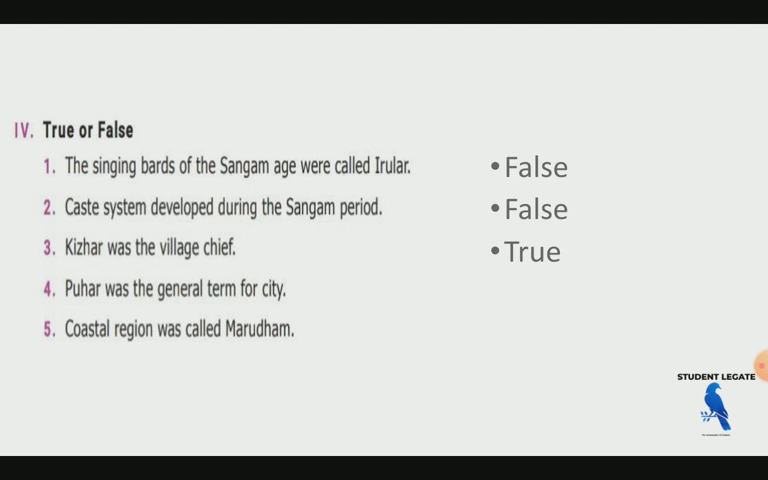 IV. True or False
1. The singing bards of the Sangam age were called Irular.
• False
2. Caste system developed during the Sangam period.
• False
3. Kizhar was the village chief.
• True
4. Puhar was the general term for city.
5. Coastal region was called Marudham.
STUDENT LEGATE